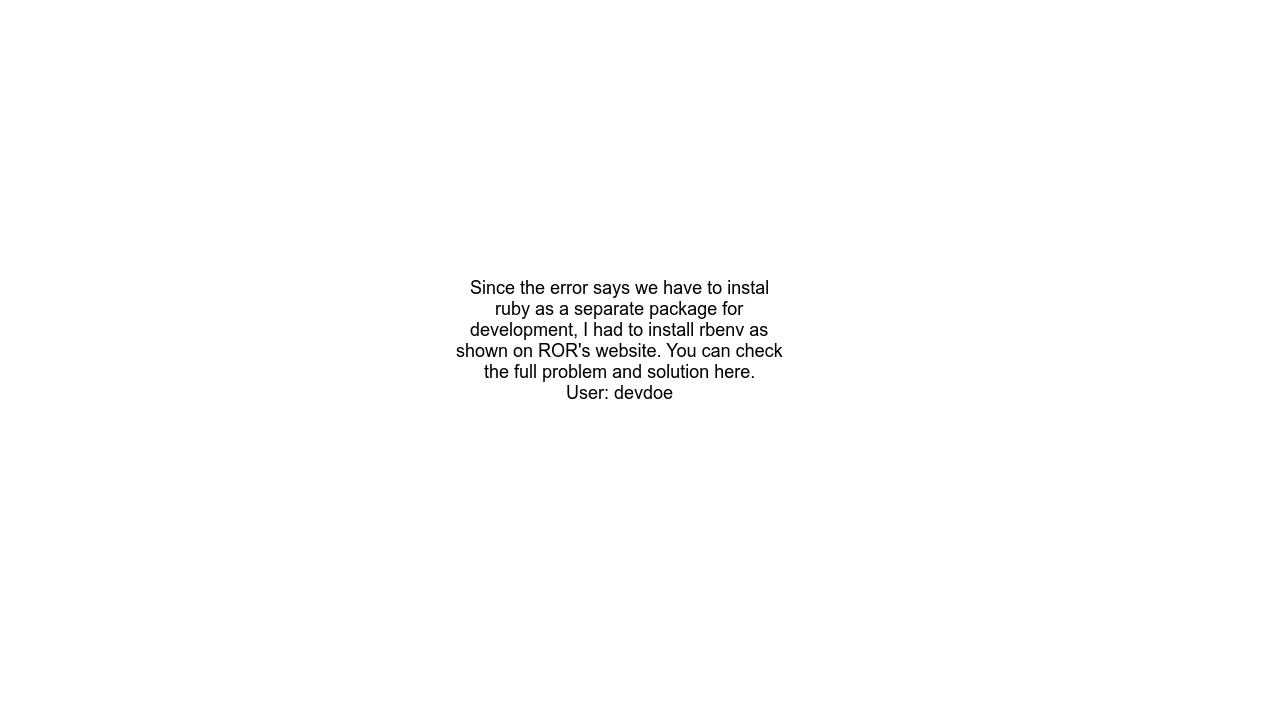 Since the error says we have to instal
ruby as a separate package for
development, I had to install rbenv as
shown on ROR's website. You can check
the full problem and solution here.
User: devdoe